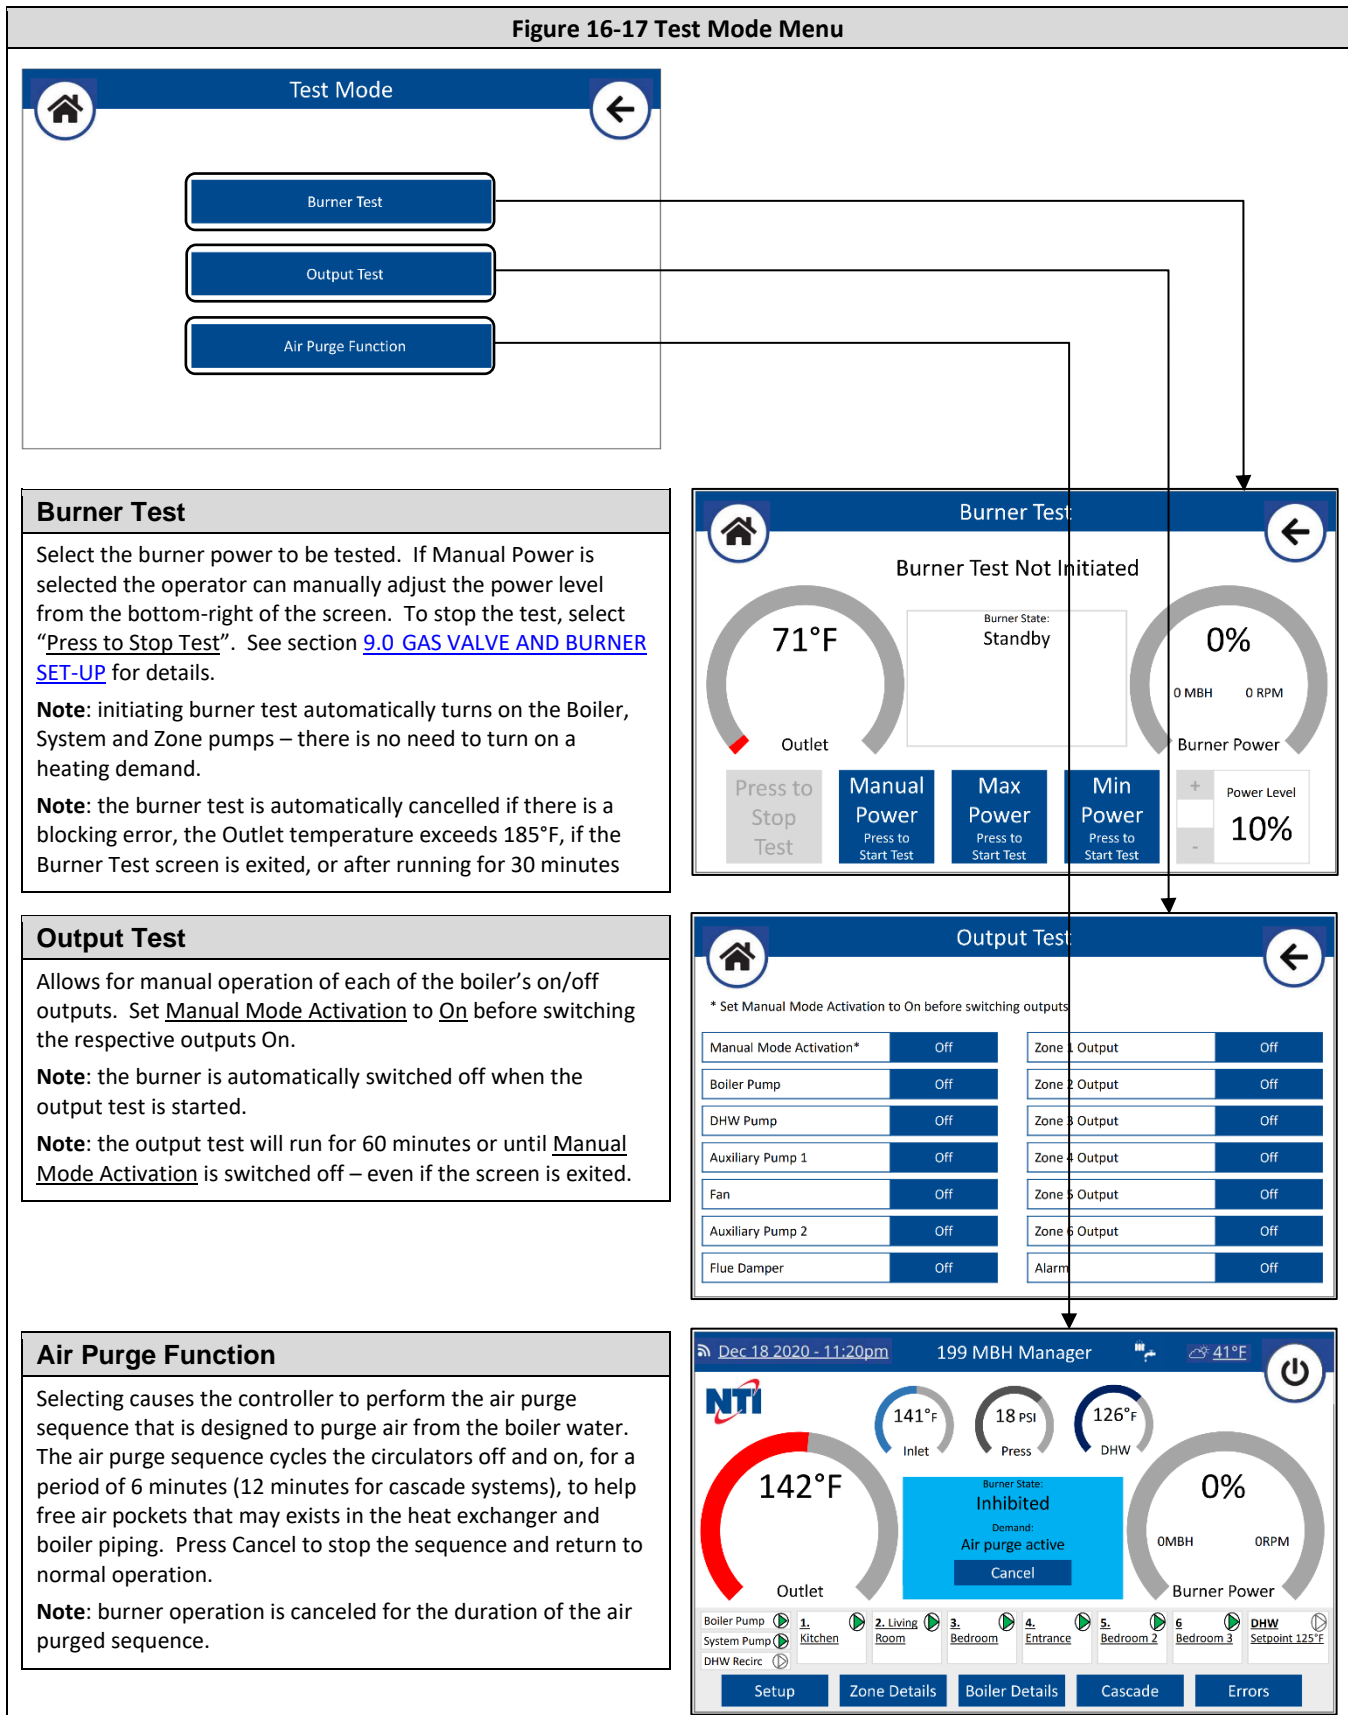 Figure 16-17 Test Mode Menu
Test Mode
Burner Test
Output Test
Air Purge Function
Burner Test
Select the burner power to be tested. If Manual Power is
selected the operator can manually adjust the power level
from the bottom-right of the screen. To stop the test, select
“Press to Stop Test”. See section 9.0 GAS VALVE AND BURNER
SET-UP for details.
Note: initiating burner test automatically turns on the Boiler,
System and Zone pumps – there is no need to turn on a
heating demand.
Note: the burner test is automatically cancelled if there is a
blocking error, the Outlet temperature exceeds 185°F, if the
Burner Test screen is exited, or after running for 30 minutes
Burner Test
Burner Test Not Initiated
71°F
Outlet
Burner State:
Standby
0%
0 MBH 0 RPM
Burner Power
Press to
Stop
Test
Manual
Power
Press to
Start Test
Max
Power
Press to
Start Test
Min
Power
Press to
Start Test
+
-
Power Level
10%
Output Test
Allows for manual operation of each of the boiler’s on/off
outputs. Set Manual Mode Activation to On before switching
the respective outputs On.
Note: the burner is automatically switched off when the
output test is started.
Note: the output test will run for 60 minutes or until Manual
Mode Activation is switched off – even if the screen is exited.
Output Test
* Set Manual Mode Activation to On before switching outputs
Manual Mode Activation* Off Zone 1 Output Off
Boiler Pump Off Zone 2 Output Off
DHW Pump Off Zone 3 Output Off
Auxiliary Pump 1 Off Zone 4 Output Off
Fan Off Zone 5 Output Off
Auxiliary Pump 2 Off Zone 6 Output Off
Flue Damper Off Alarm Off
Air Purge Function
Selecting causes the controller to perform the air purge
sequence that is designed to purge air from the boiler water.
The air purge sequence cycles the circulators off and on, for a
period of 6 minutes (12 minutes for cascade systems), to help
free air pockets that may exists in the heat exchanger and
boiler piping. Press Cancel to stop the sequence and return to
normal operation.
Note: burner operation is canceled for the duration of the air
purged sequence.
Dec 18 2020 - 11:20pm 199 MBH Manager 41°F
NTI
141°F
Inlet
18 PSI
Press
126°F
DHW
142°F
Outlet
Burner State:
Inhibited
Demand:
Air purge active
Cancel
0%
0MBH 0RPM
Burner Power
Boiler Pump
System Pump
DHW Recirc
1.
Kitchen
2. Living
Room
3.
Bedroom
4.
Entrance
5.
Bedroom 2
6
Bedroom 3
DHW
Setpoint 125°F
Setup Zone Details Boiler Details Cascade Errors